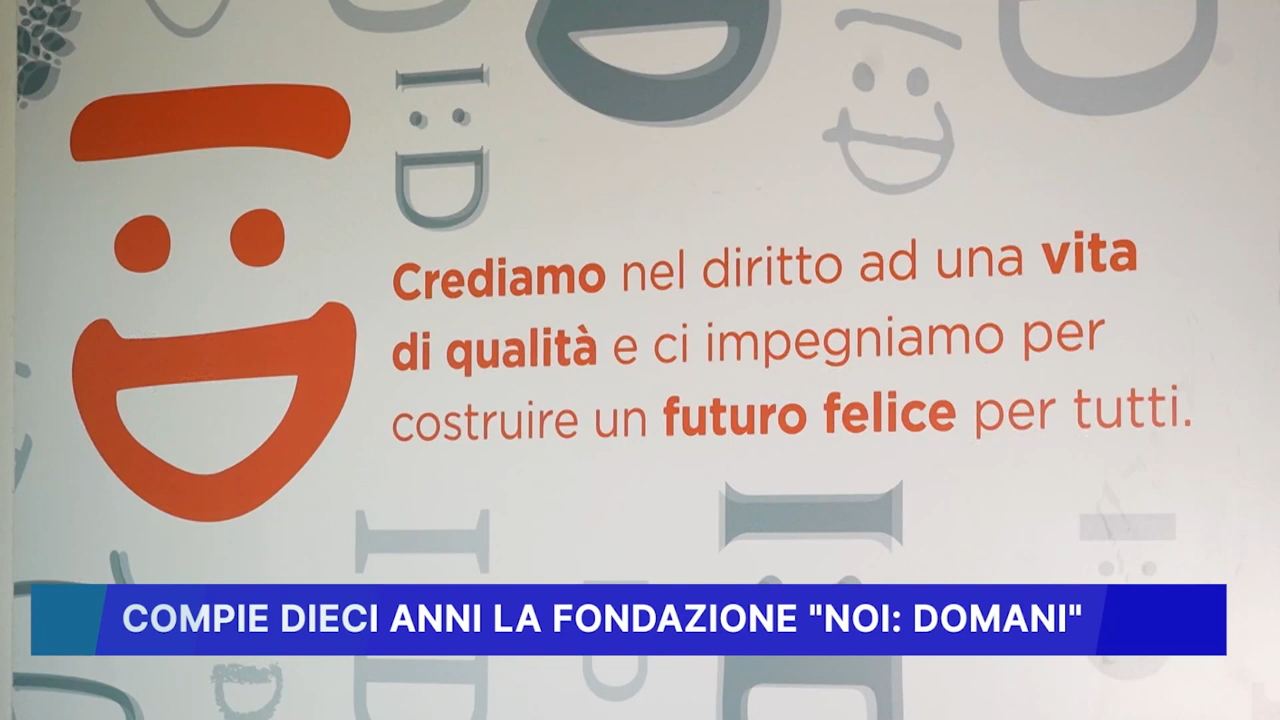 I:D
Crediamo nel diritto ad una vita
di qualità e ci impegniamo per
costruire un futuro felice per tutti.
COMPIE DIECI ANNI LA FONDAZIONE "NOI: DOMANI"